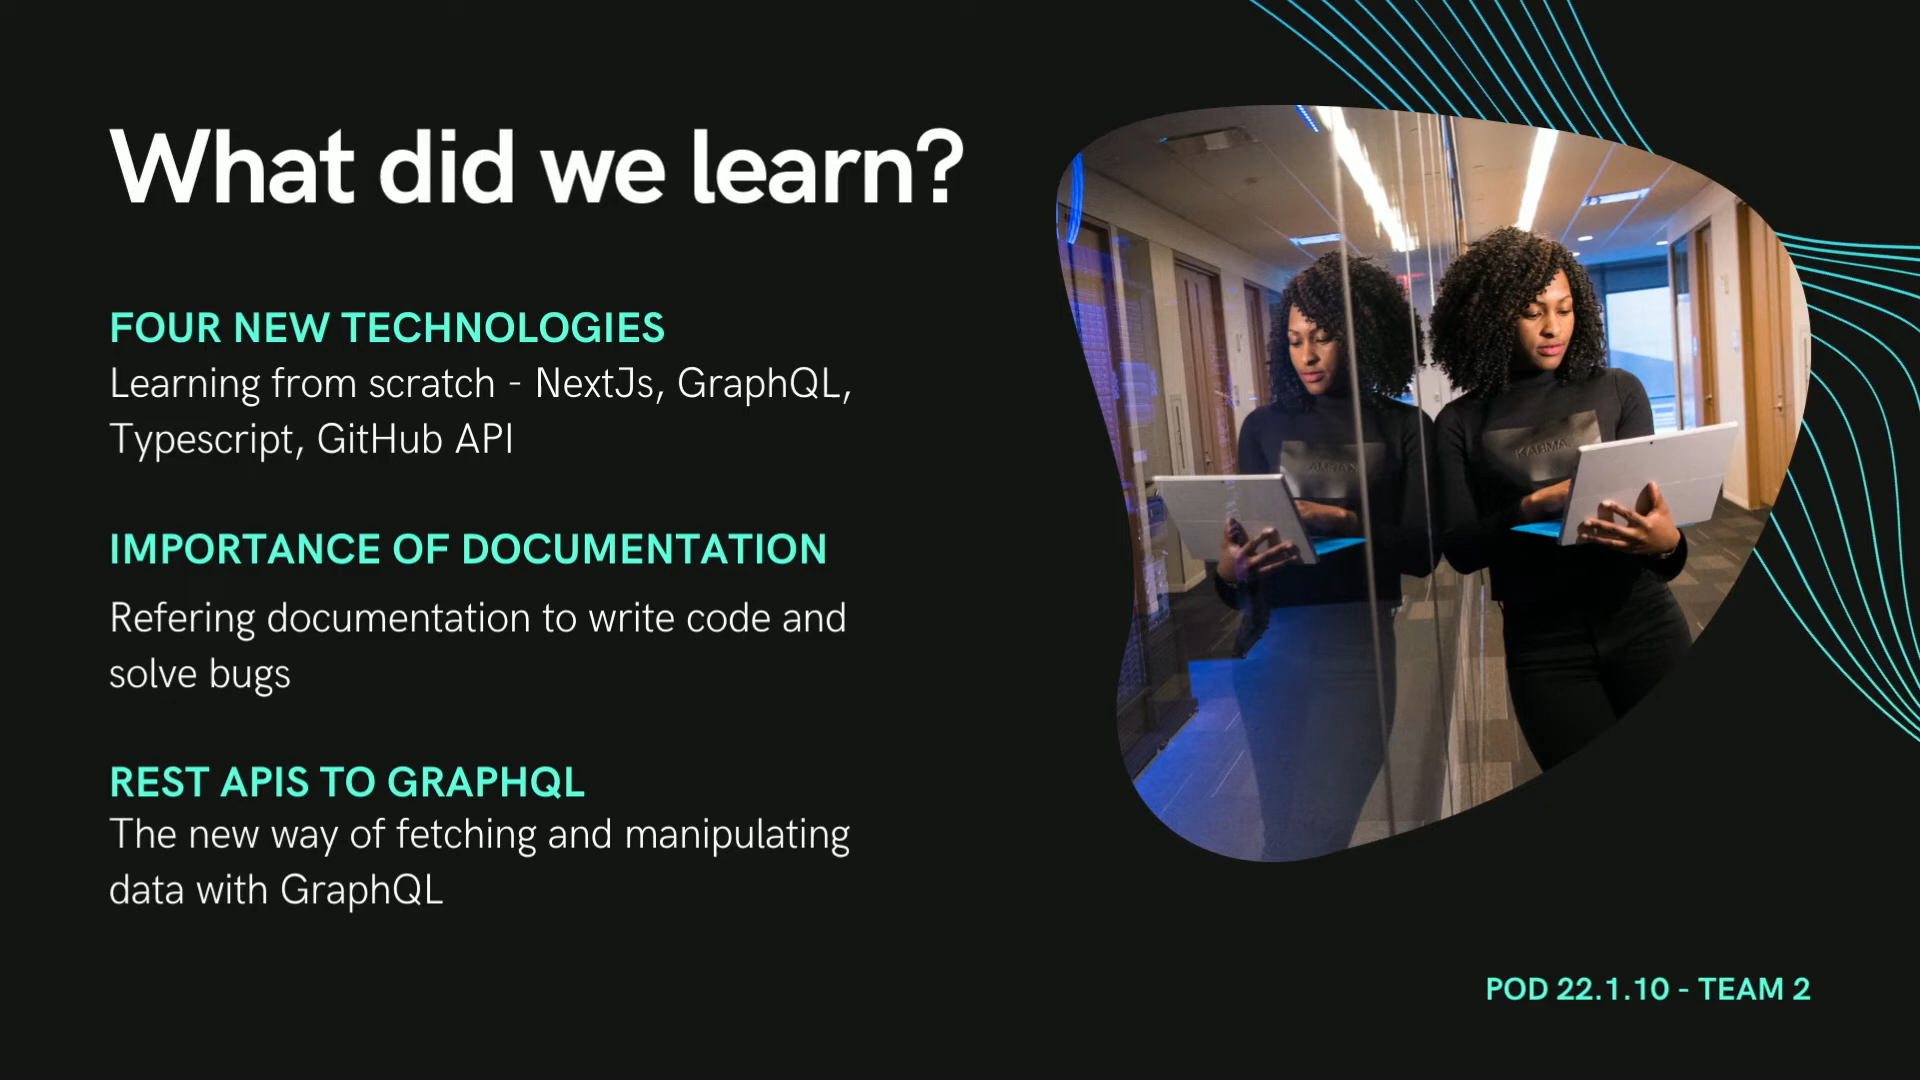 What did we learn?
FOUR NEW TECHNOLOGIES
Learning from scratch - NextJs, GraphQL,
Typescript, GitHub API
IMPORTANCE OF DOCUMENTATION
Refering documentation to write code and
solve bugs
REST APIS TO GRAPHQL
The new way of fetching and manipulating
data with GraphQL
KARMA
POD 22.1.10 - TEAM 2